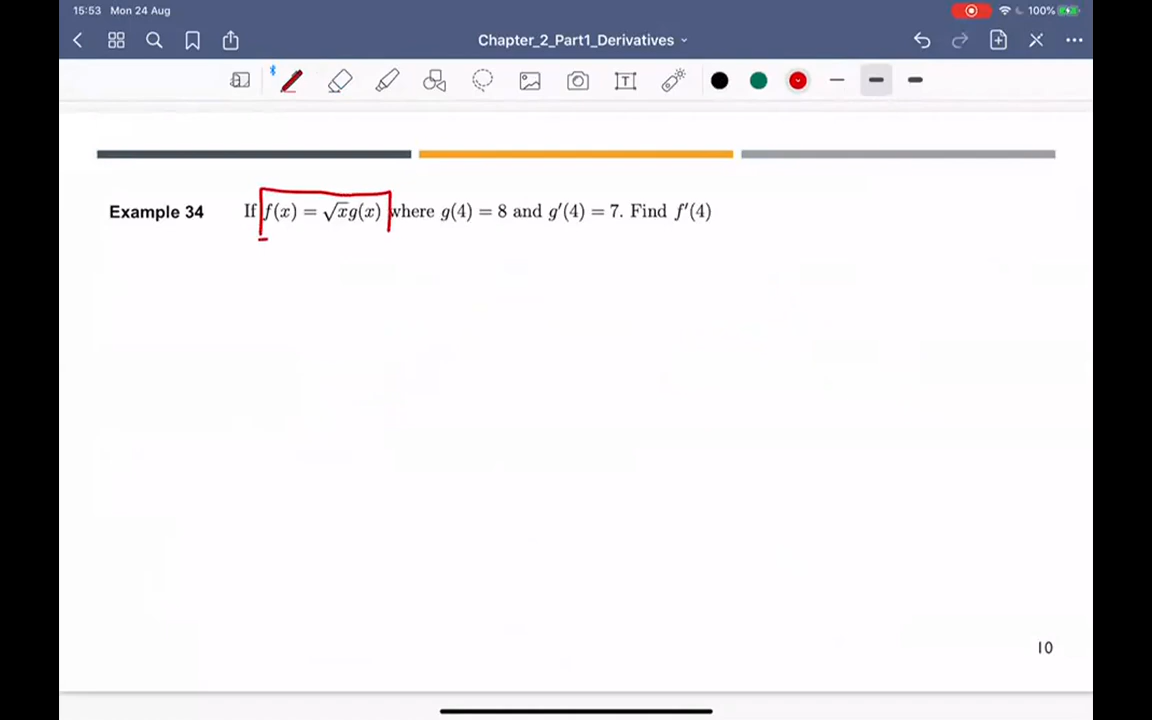 15:53 Mon 24 Aug 100%
Chapter_2_Part1_Derivatives
T
Example 34 If f(x) = √xg(x) where g(4) = 8 and g′(4) = 7. Find f′(4)
10